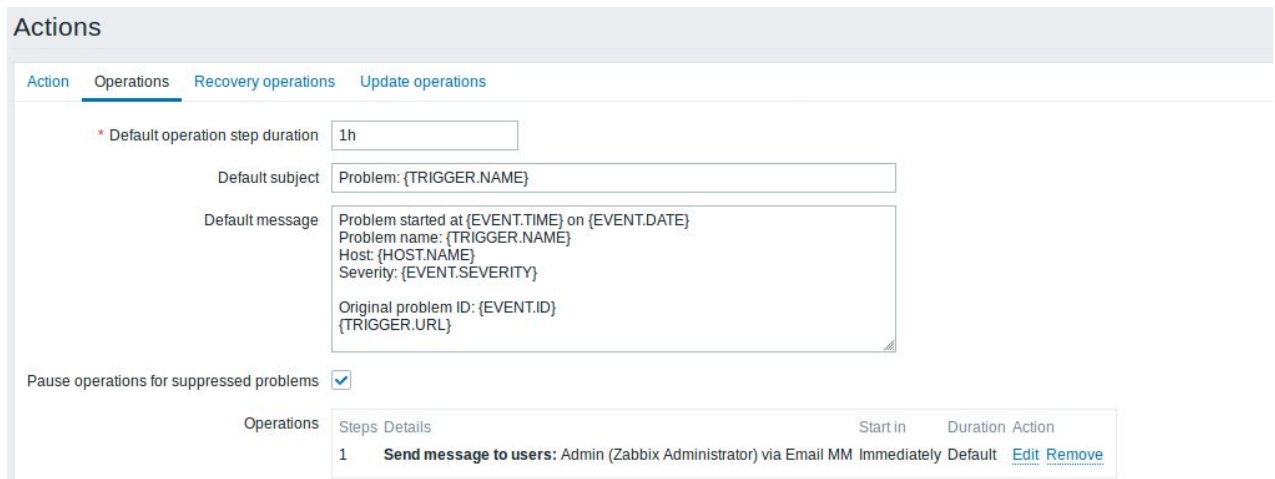 Actions
Action Operations Recovery operations Update operations
* Default operation step duration 1h
Default subject Problem: {TRIGGER.NAME}
Default message Problem started at {EVENT.TIME} on {EVENT.DATE}
Problem name: {TRIGGER.NAME}
Host: {HOST.NAME}
Severity: {EVENT.SEVERITY}
Original problem ID: {EVENT.ID}
{TRIGGER.URL}
Pause operations for suppressed problems
Operations Steps Details Start in Duration Action
1 Send message to users: Admin (Zabbix Administrator) via Email MM Immediately Default Edit Remove